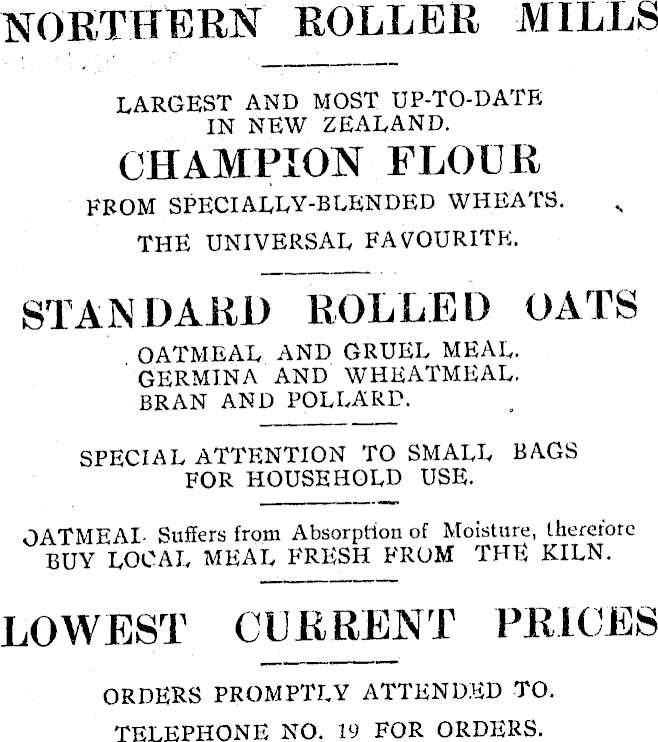 NORTHERN ROLLER MILLS
LARGEST AND MOST UP-TO-DATE
IN NEW ZEALAND.
CHAMPION FLOUR
FROM SPECIALLY-BLENDED WHEATS.
THE UNIVERSAL FAVOURITE.
STANDARD ROLLED OATS
OATMEAL AND GRUEL MEAL.
GERMINA AND WHEATMEAL.
BRAN AND POLLARD.
SPECIAL ATTENTION TO SMALL BAGS
FOR HOUSEHOLD USE.
OATMEAL Suffers from Absorption of Moisture, therefore
BUY LOCAL MEAL FRESH FROM THE KILN.
LOWEST CURRENT PRICES
ORDERS PROMPTLY ATTENDED TO.
TELEPHONE NO. 19 FOR ORDERS.